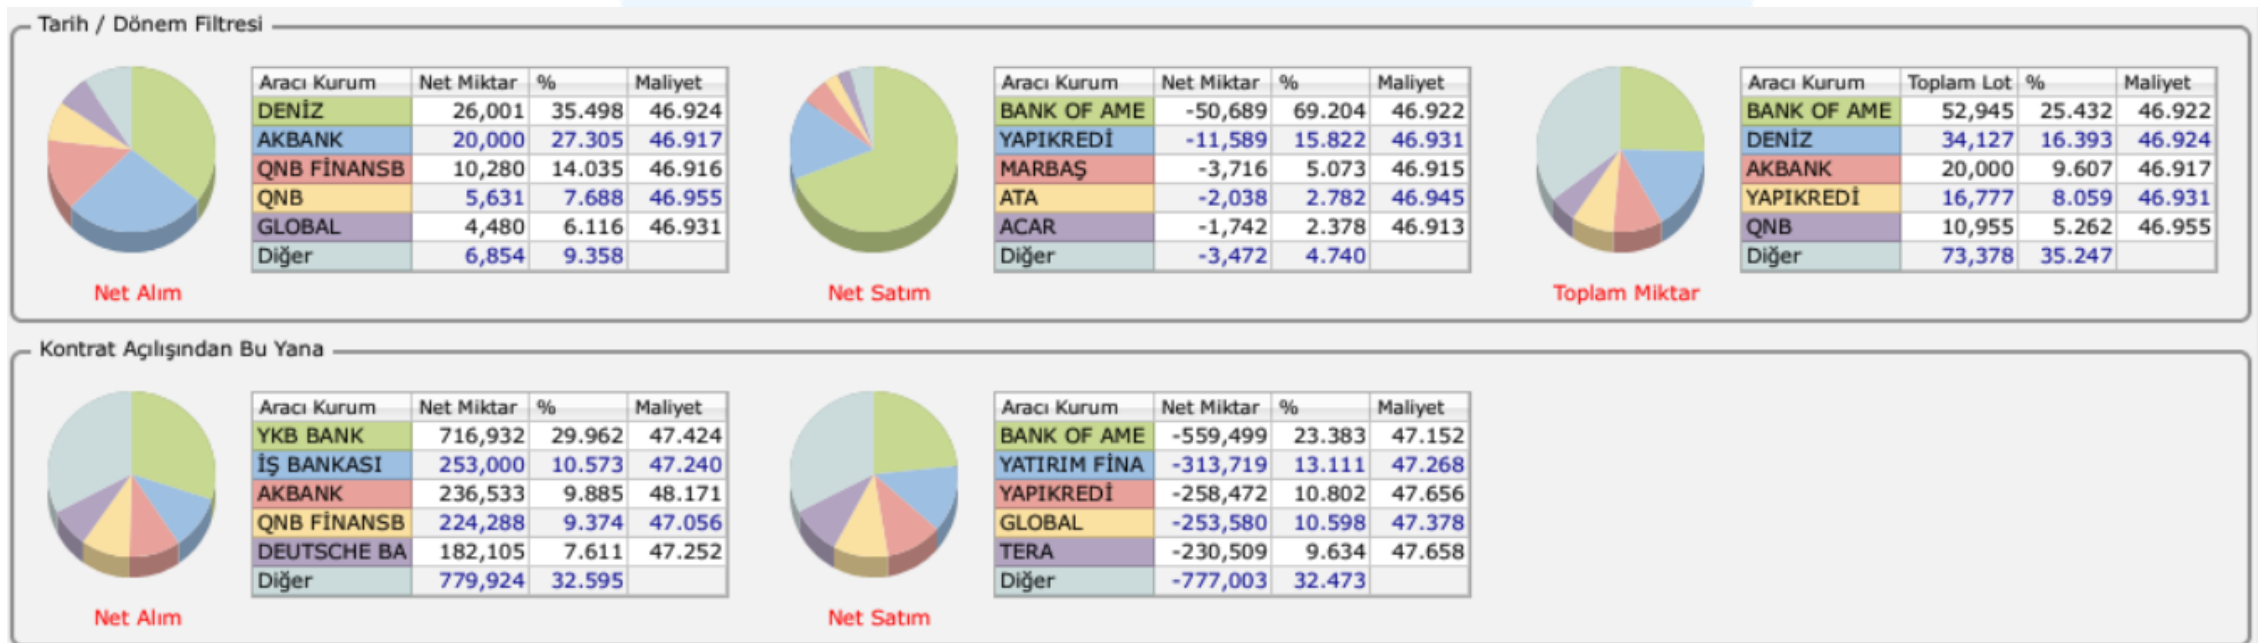 Tarih / Dönem Filtresi
Aracı Kurum Net Miktar % Maliyet
DENİZ 26,001 35.498 46.924
AKBANK 20,000 27.305 46.917
QNB FİNANSB 10,280 14.035 46.916
QNB 5,631 7.688 46.955
GLOBAL 4,480 6.116 46.931
Diğer 6,854 9.358
Net Alım
Aracı Kurum Net Miktar % Maliyet
BANK OF AME -50,689 69.204 46.922
YAPIKREDİ -11,589 15.822 46.931
MARBAŞ -3,716 5.073 46.915
ATA -2,038 2.782 46.945
ACAR -1,742 2.378 46.913
Diğer -3,472 4.740
Net Satım
Aracı Kurum Toplam Lot % Maliyet
BANK OF AME 52,945 25.432 46.922
DENİZ 34,127 16.393 46.924
AKBANK 20,000 9.607 46.917
YAPIKREDİ 16,777 8.059 46.931
QNB 10,955 5.262 46.955
Diğer 73,378 35.247
Toplam Miktar
Kontrat Açılışından Bu Yana
Aracı Kurum Net Miktar % Maliyet
YKB BANK 716,932 29.962 47.424
İŞ BANKASI 253,000 10.573 47.240
AKBANK 236,533 9.885 48.171
QNB FİNANSB 224,288 9.374 47.056
DEUTSCHE BA 182,105 7.611 47.252
Diğer 779,924 32.595
Net Alım
Aracı Kurum Net Miktar % Maliyet
BANK OF AME -559,499 23.383 47.152
YATIRIM FİNA -313,719 13.111 47.268
YAPIKREDİ -258,472 10.802 47.656
GLOBAL -253,580 10.598 47.378
TERA -230,509 9.634 47.658
Diğer -777,003 32.473
Net Satım